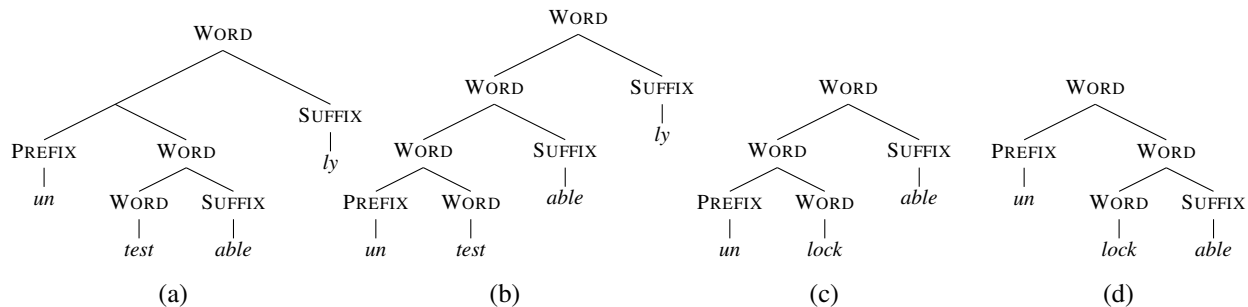 WORD
WORD
WORD SUFFIX WORD WORD
SUFFIX ly
PREFIX WORD ly WORD SUFFIX WORD SUFFIX PREFIX WORD
un WORD SUFFIX PREFIX WORD able PREFIX WORD able un WORD SUFFIX
test able un test un lock lock able
(a) (b) (c) (d)